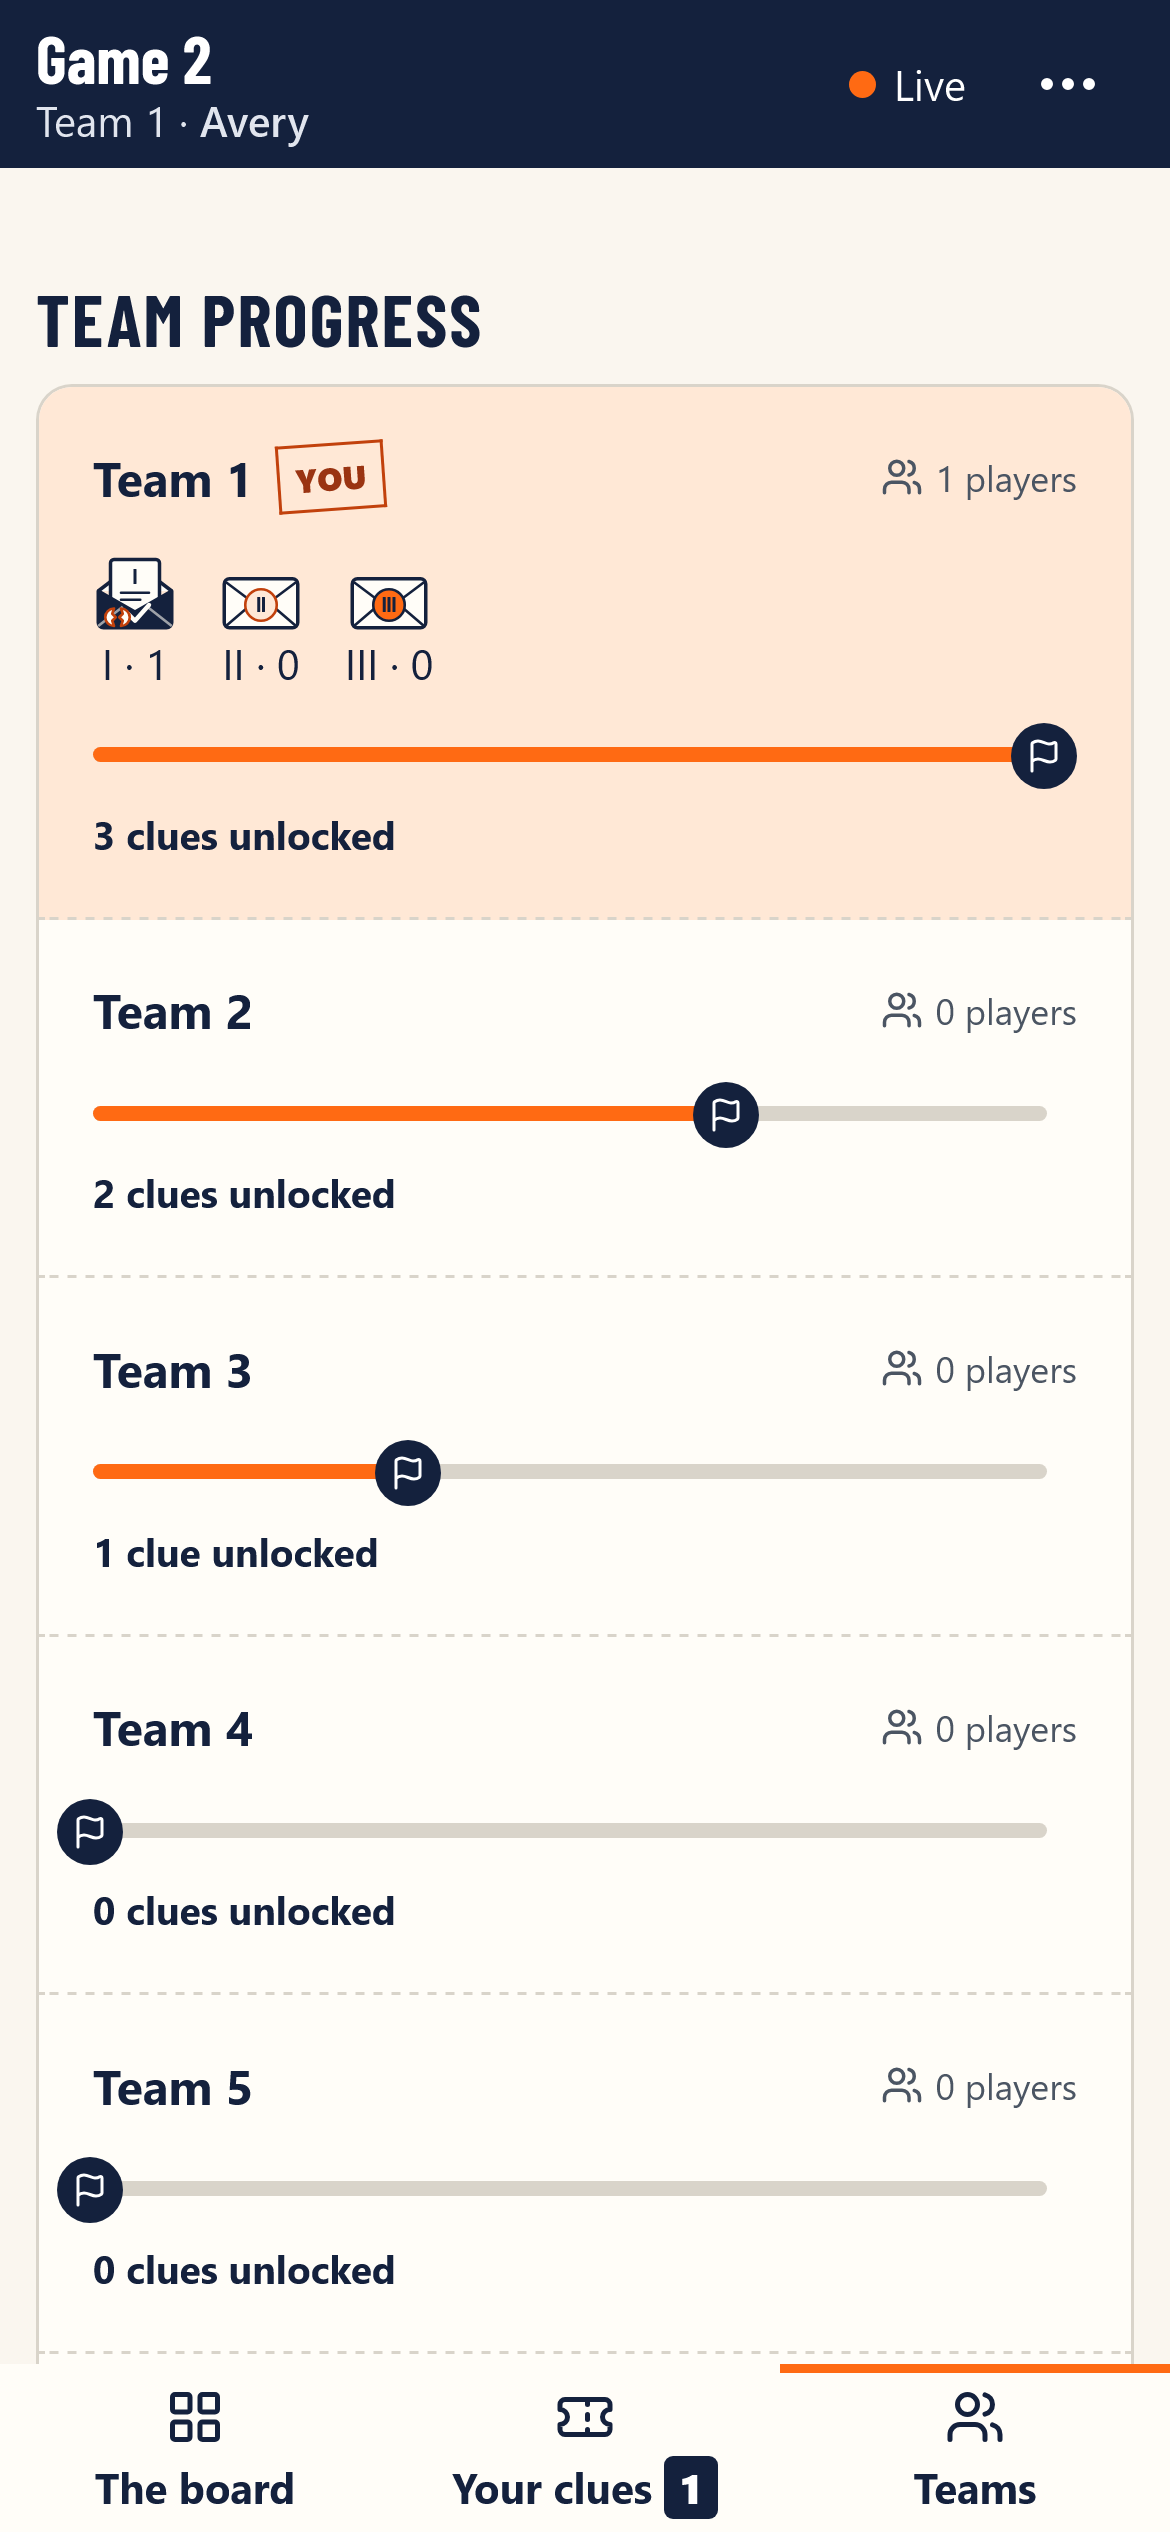 Game 2
Team 1 · Avery
Live
TEAM PROGRESS
Team 1
YOU
1 players
I
II
III
I · 1
II · 0
III · 0
3 clues unlocked
Team 2
0 players
2 clues unlocked
Team 3
0 players
1 clue unlocked
Team 4
0 players
0 clues unlocked
Team 5
0 players
0 clues unlocked
The board
Your clues 1
Teams